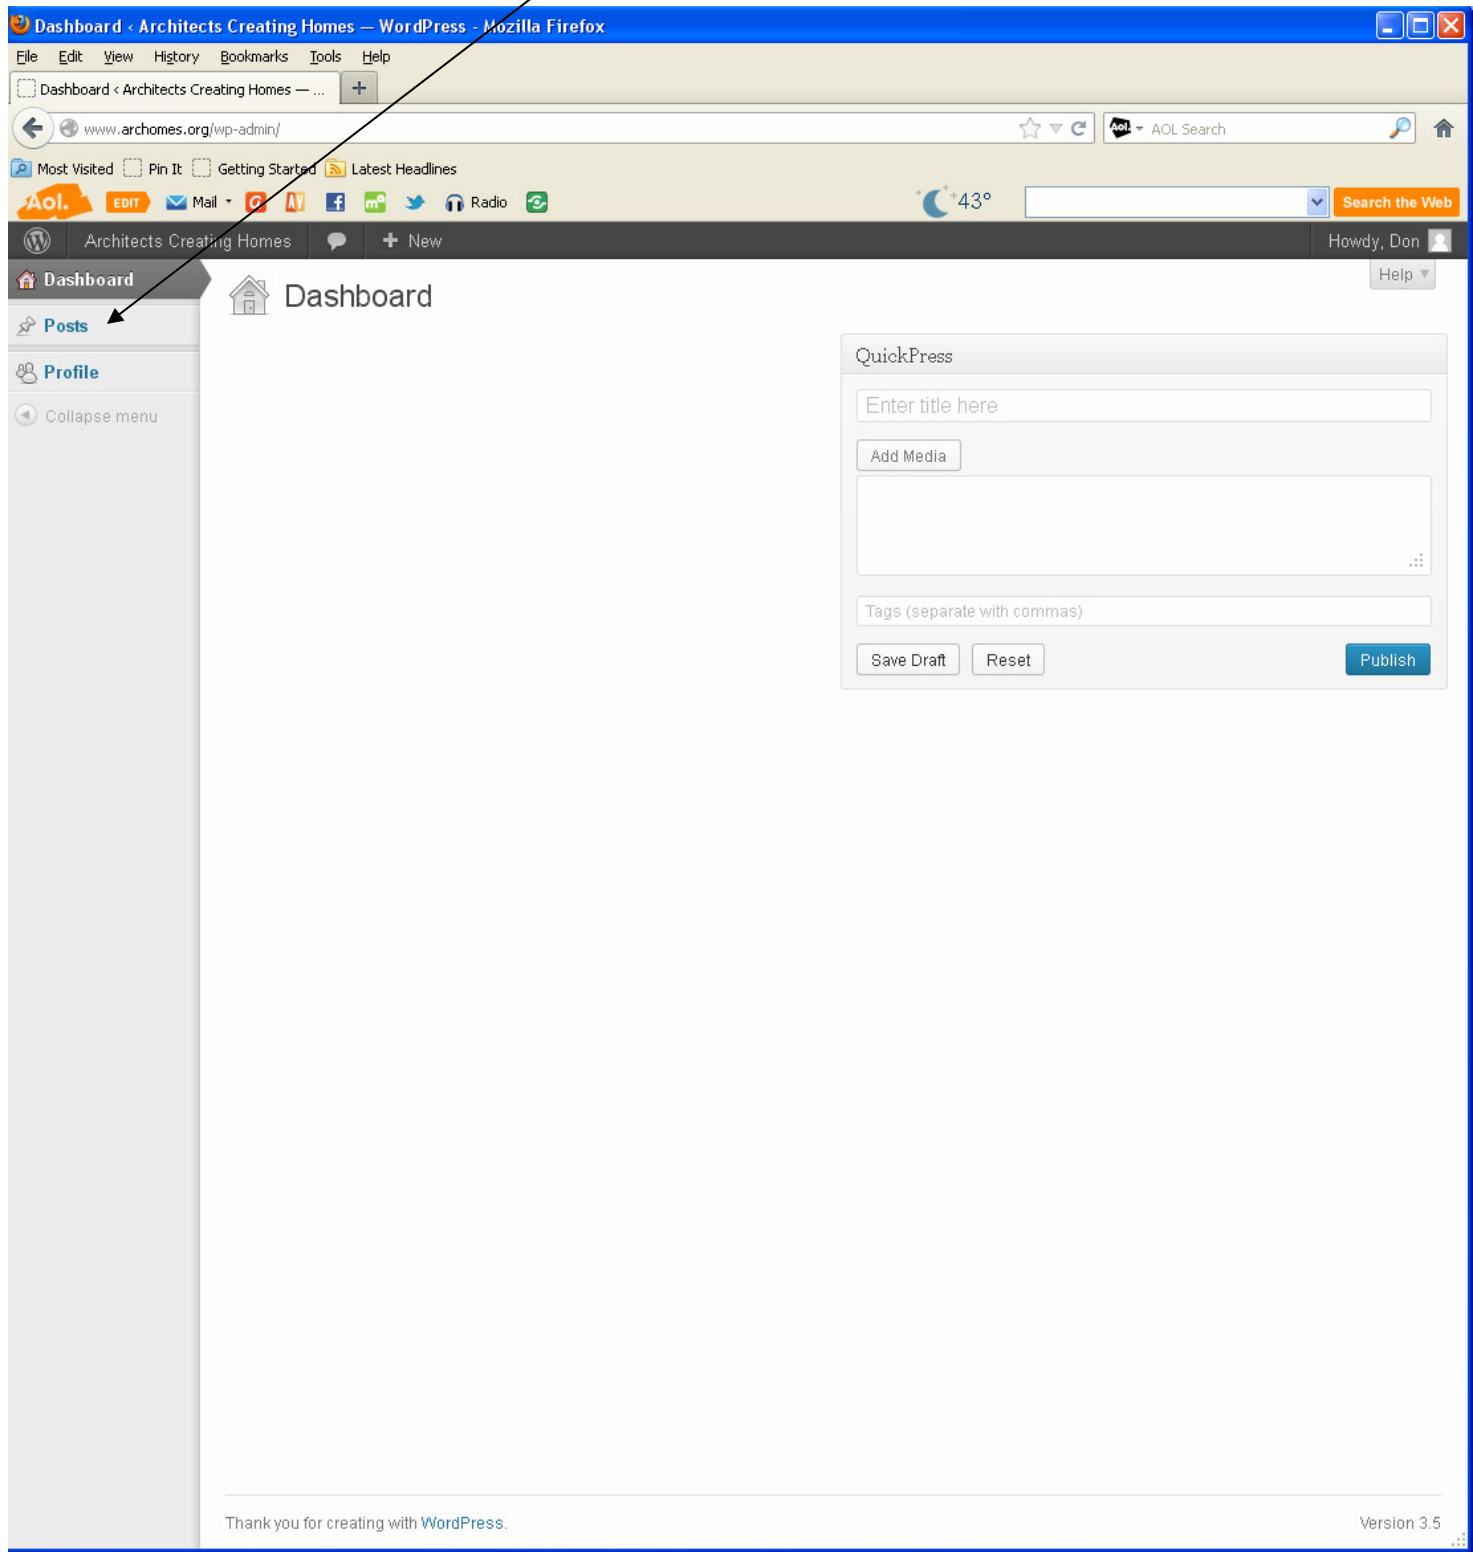 Dashboard ‹ Architects Creating Homes — WordPress - Mozilla Firefox
File Edit View History Bookmarks Tools Help
Dashboard ‹ Architects Creating Homes — ... +
www.archomes.org/wp-admin/ Aol. AOL Search
Most Visited Pin It Getting Started Latest Headlines
Aol. EDIT Mail Radio 43° Search the Web
Architects Creating Homes + New Howdy, Don
Dashboard
Help
Dashboard
Posts
Profile
Collapse menu
QuickPress
Enter title here
Add Media
Tags (separate with commas)
Save Draft Reset Publish
Thank you for creating with WordPress. Version 3.5